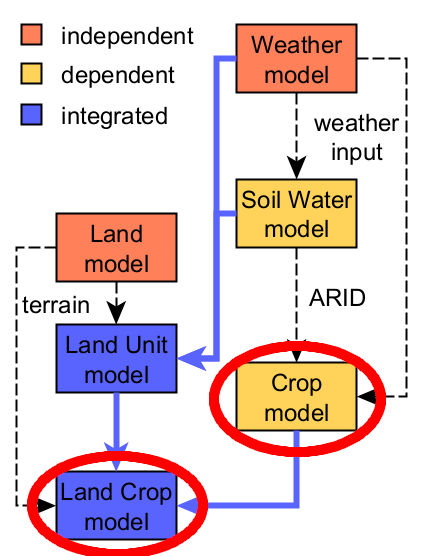 independent
dependent
integrated
Weather
model
weather
input
Soil Water
model
Land
model
terrain
ARID
Land Unit
model
Crop
model
Land Crop
model